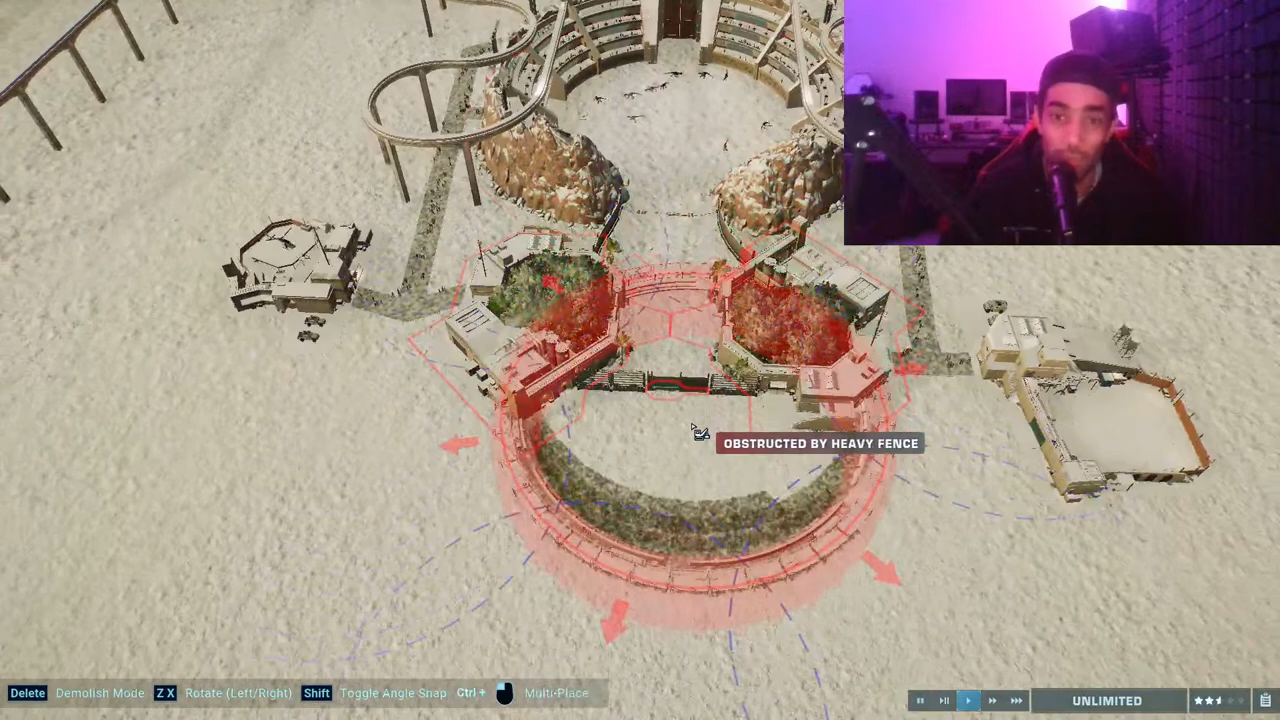 OBSTRUCTED BY HEAVY FENCE
Delete Demolish Mode Z X Rotate (Left/Right) Shift Toggle Angle Snap Ctrl + Multi-Place
UNLIMITED